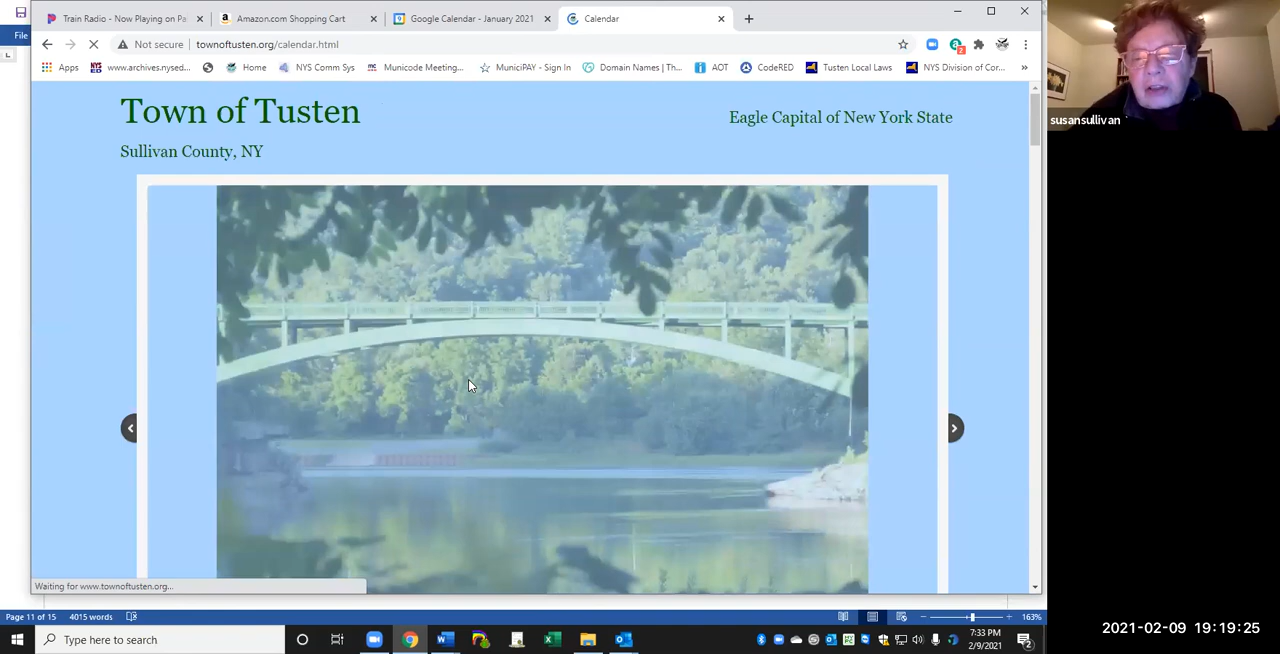 File
Train Radio - Now Playing on Pa
Amazon.com Shopping Cart
Google Calendar - January 2021
Calendar
Not secure
townoftusten.org/calendar.html
2
Apps
www.archives.nysed...
Home
NYS Comm Sys
Municode Meeting...
MuniciPAY - Sign In
Domain Names | Th...
AOT
CodeRED
Tusten Local Laws
NYS Division of Cor...
»
Town of Tusten
Eagle Capital of New York State
Sullivan County, NY
susansullivan
Waiting for www.townoftusten.org...
Page 11 of 15
4015 words
163%
Type here to search
7:33 PM
2/9/2021
2
2021-02-09 19:19:25